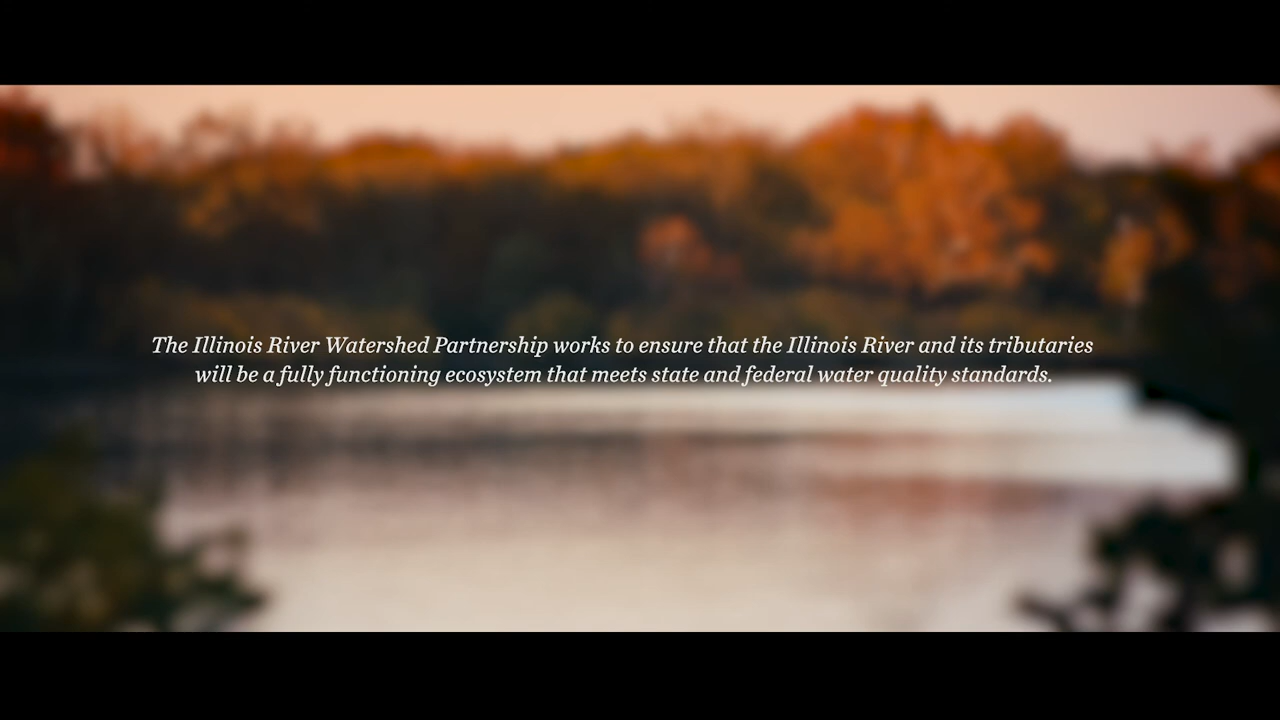 The Illinois River Watershed Partnership works to ensure that the Illinois River and its tributaries
will be a fully functioning ecosystem that meets state and federal water quality standards.